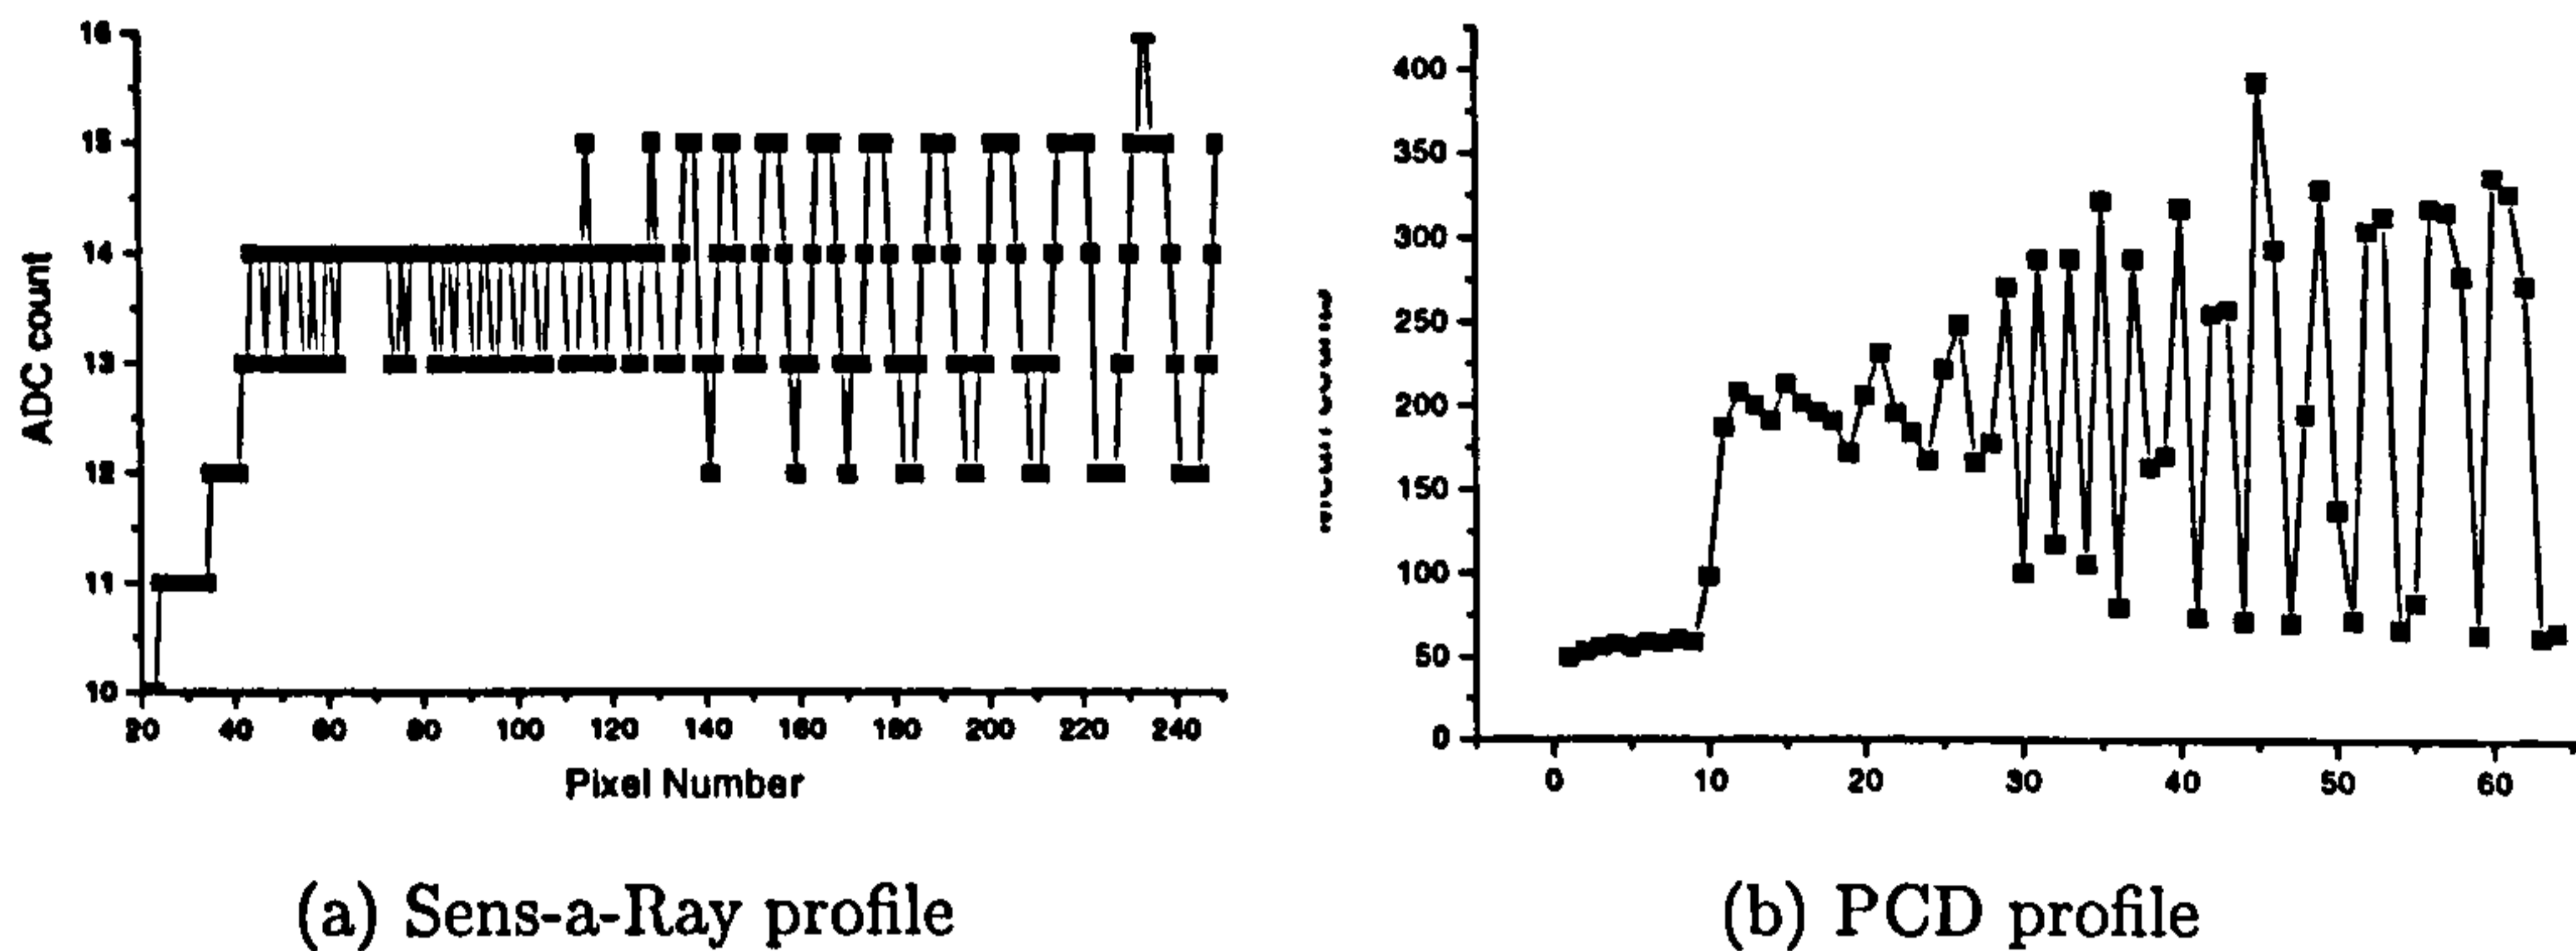 16
15
14
13
12
11
10
ADC count
20 40 60 80 100 120 140 160 180 200 220 240
Pixel Number
(a) Sens-a-Ray profile
400
350
300
250
200
150
100
50
0
0 10 20 30 40 50 60
(b) PCD profile